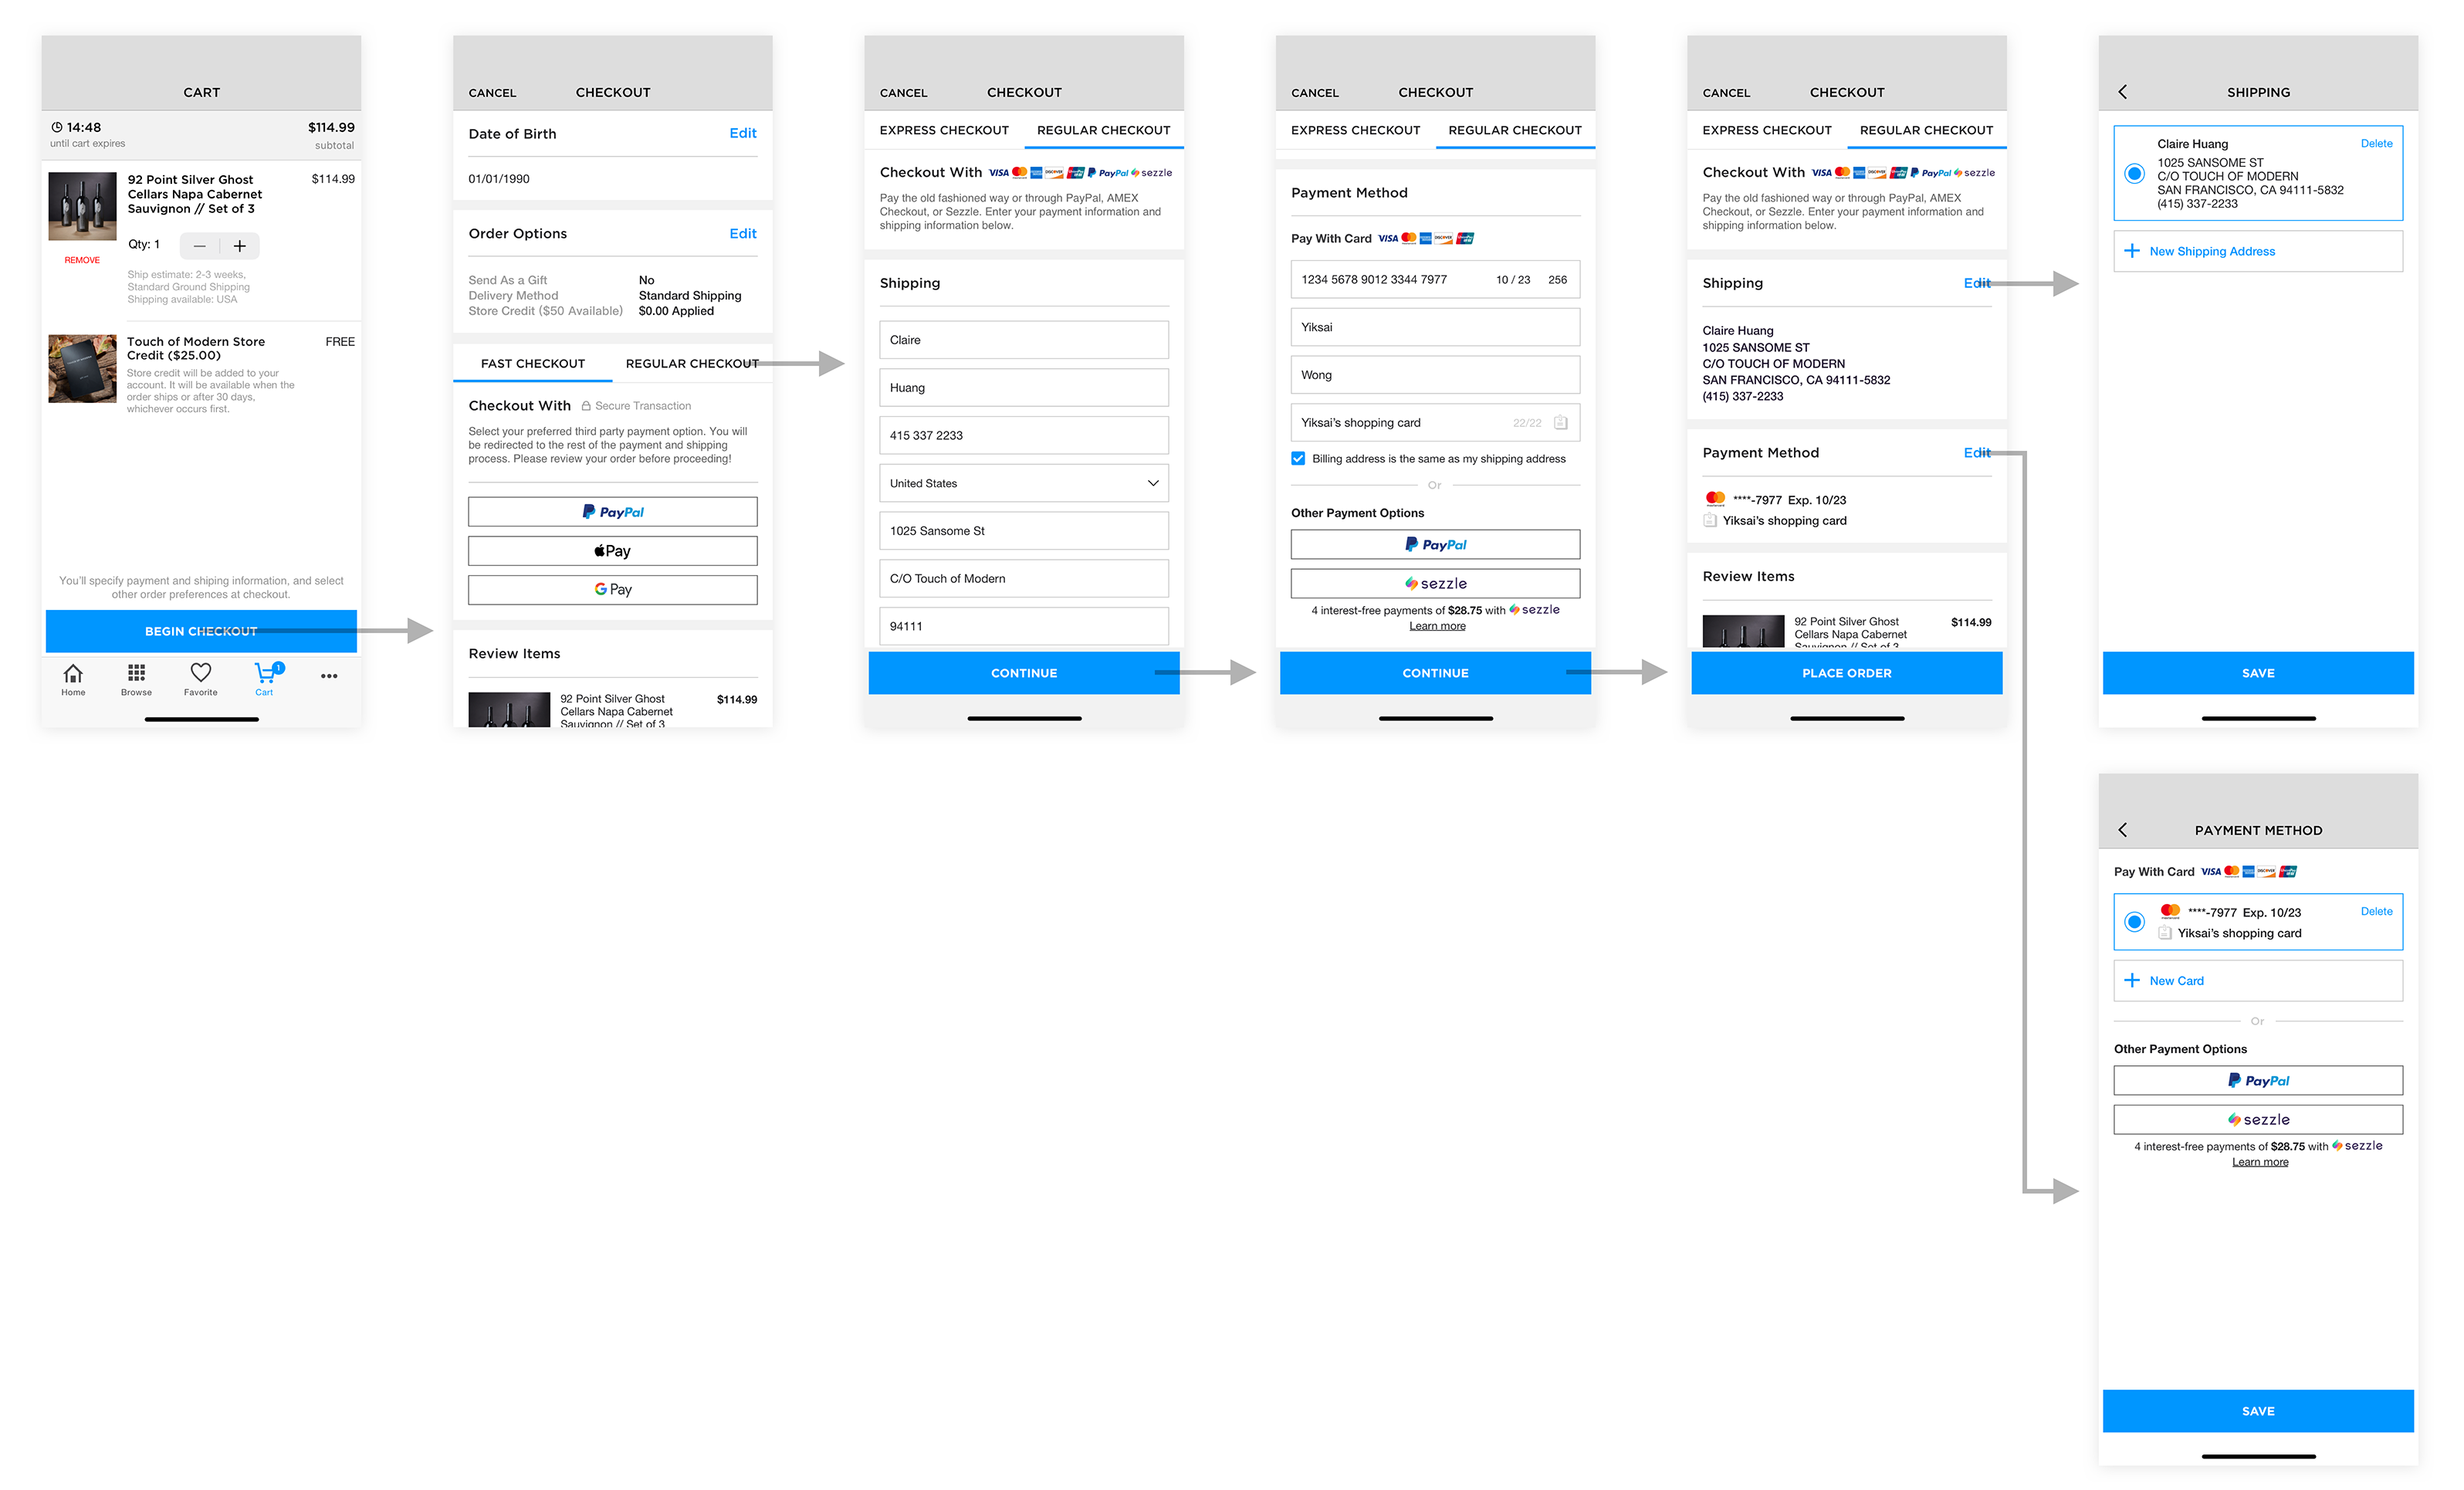 CART
14:48
$114.99
until cart expires
subtotal
92 Point Silver Ghost
Cellars Napa Cabernet
Sauvignon // Set of 3
$114.99
Qty: 1
REMOVE
Ship estimate: 2-3 weeks,
Standard Ground Shipping
Shipping available: USA
Touch of Modern Store
Credit ($25.00)
FREE
Store credit will be added to your
account. It will be available when the
order ships or after 30 days,
whichever occurs first.
You'll specify payment and shiping information, and select
other order preferences at checkout.
BEGIN CHECKOUT
1
Home
Browse
Favorite
Cart
CANCEL
CHECKOUT
Date of Birth
Edit
01/01/1990
Order Options
Edit
Send As a Gift
No
Delivery Method
Standard Shipping
Store Credit ($50 Available)
$0.00 Applied
FAST CHECKOUT
REGULAR CHECKOUT
Checkout With
Secure Transaction
Select your preferred third party payment option. You will
be redirected to the rest of the payment and shipping
process. Please review your order before proceeding!
PayPal
Pay
G Pay
Review Items
92 Point Silver Ghost
Cellars Napa Cabernet
Sauvignon // Set of 3
$114.99
CANCEL
CHECKOUT
EXPRESS CHECKOUT
REGULAR CHECKOUT
Checkout With VISA PayPal sezzle
Pay the old fashioned way or through PayPal, AMEX
Checkout, or Sezzle. Enter your payment information and
shipping information below.
Shipping
Claire
Huang
415 337 2233
United States
1025 Sansome St
C/O Touch of Modern
94111
CONTINUE
CANCEL
CHECKOUT
EXPRESS CHECKOUT
REGULAR CHECKOUT
Payment Method
Pay With Card VISA DISCOVER
1234 5678 9012 3344 7977
10 / 23
256
Yiksai
Wong
Yiksai's shopping card
22/22
Billing address is the same as my shipping address
Or
Other Payment Options
PayPal
sezzle
4 interest-free payments of $28.75 with sezzle
Learn more
CONTINUE
CANCEL
CHECKOUT
EXPRESS CHECKOUT
REGULAR CHECKOUT
Checkout With VISA PayPal sezzle
Pay the old fashioned way or through PayPal, AMEX
Checkout, or Sezzle. Enter your payment information and
shipping information below.
Shipping
Edit
Claire Huang
1025 SANSOME ST
C/O TOUCH OF MODERN
SAN FRANCISCO, CA 94111-5832
(415) 337-2233
Payment Method
Edit
****-7977 Exp. 10/23
Yiksai's shopping card
Review Items
92 Point Silver Ghost
Cellars Napa Cabernet
Sauvignon // Set of 3
$114.99
PLACE ORDER
SHIPPING
Claire Huang
Delete
1025 SANSOME ST
C/O TOUCH OF MODERN
SAN FRANCISCO, CA 94111-5832
(415) 337-2233
New Shipping Address
SAVE
PAYMENT METHOD
Pay With Card VISA DISCOVER
****-7977 Exp. 10/23
Delete
Yiksai's shopping card
New Card
Or
Other Payment Options
PayPal
sezzle
4 interest-free payments of $28.75 with sezzle
Learn more
SAVE